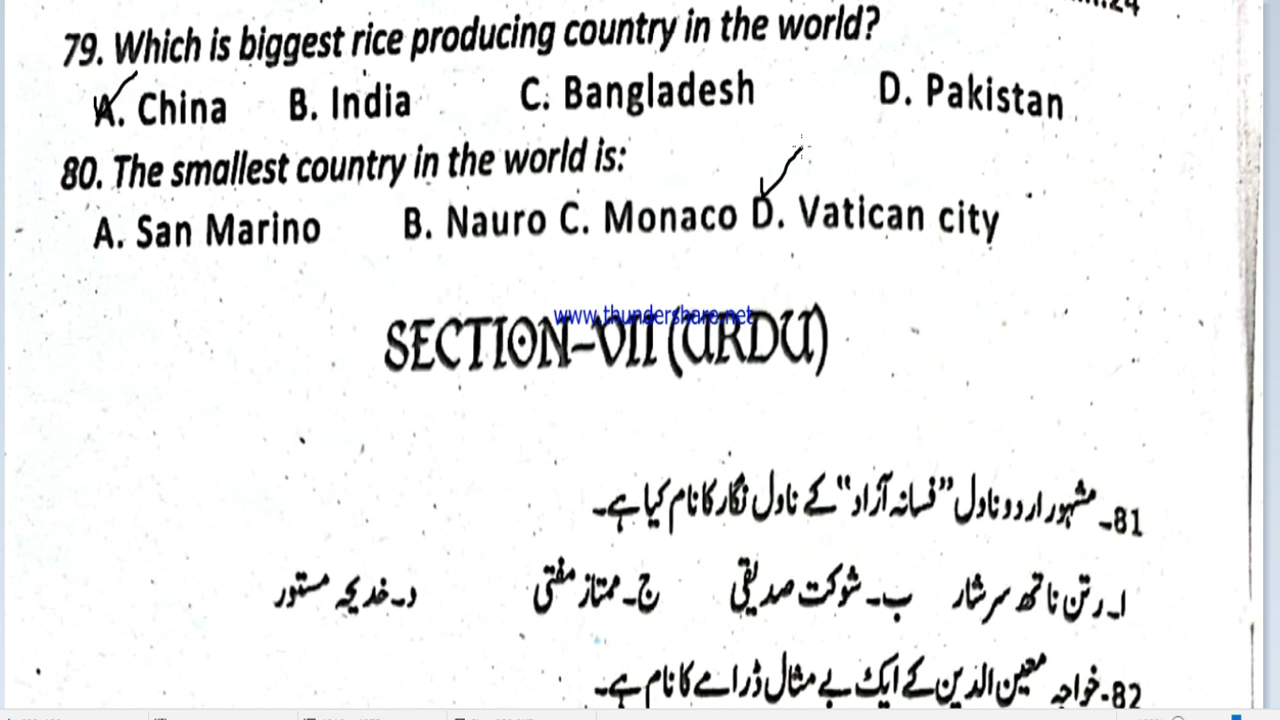 79. Which is biggest rice producing country in the world?
A. China B. India C. Bangladesh D. Pakistan
80. The smallest country in the world is:
A. San Marino B. Nauro C. Monaco D. Vatican city
www.thundershare.net
SECTION-VII (URDU)
81۔ مشہور اردو ناول ”فسانہ آزاد“ کے ناول نگار کا نام کیا ہے۔
ا۔ رتن ناتھ سرشار ب۔ شوکت صدیقی ج۔ ممتاز مفتی د۔ خدیجہ مستور
82۔ خواجہ معین الدین کے ایک بے مثال ڈرامے کا نام ہے۔